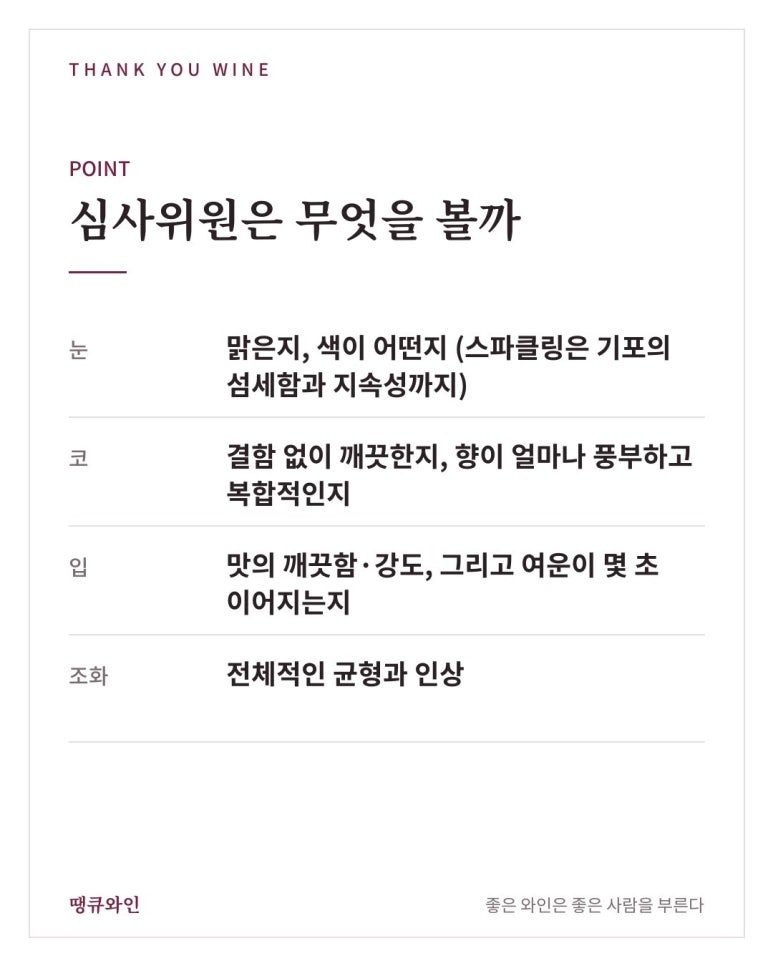 THANK YOU WINE
POINT
심사위원은 무엇을 볼까
눈
맑은지, 색이 어떤지 (스파클링은 기포의
섬세함과 지속성까지)
코
결함 없이 깨끗한지, 향이 얼마나 풍부하고
복합적인지
입
맛의 깨끗함·강도, 그리고 여운이 몇 초
이어지는지
조화
전체적인 균형과 인상
땡큐와인
좋은 와인은 좋은 사람을 부른다